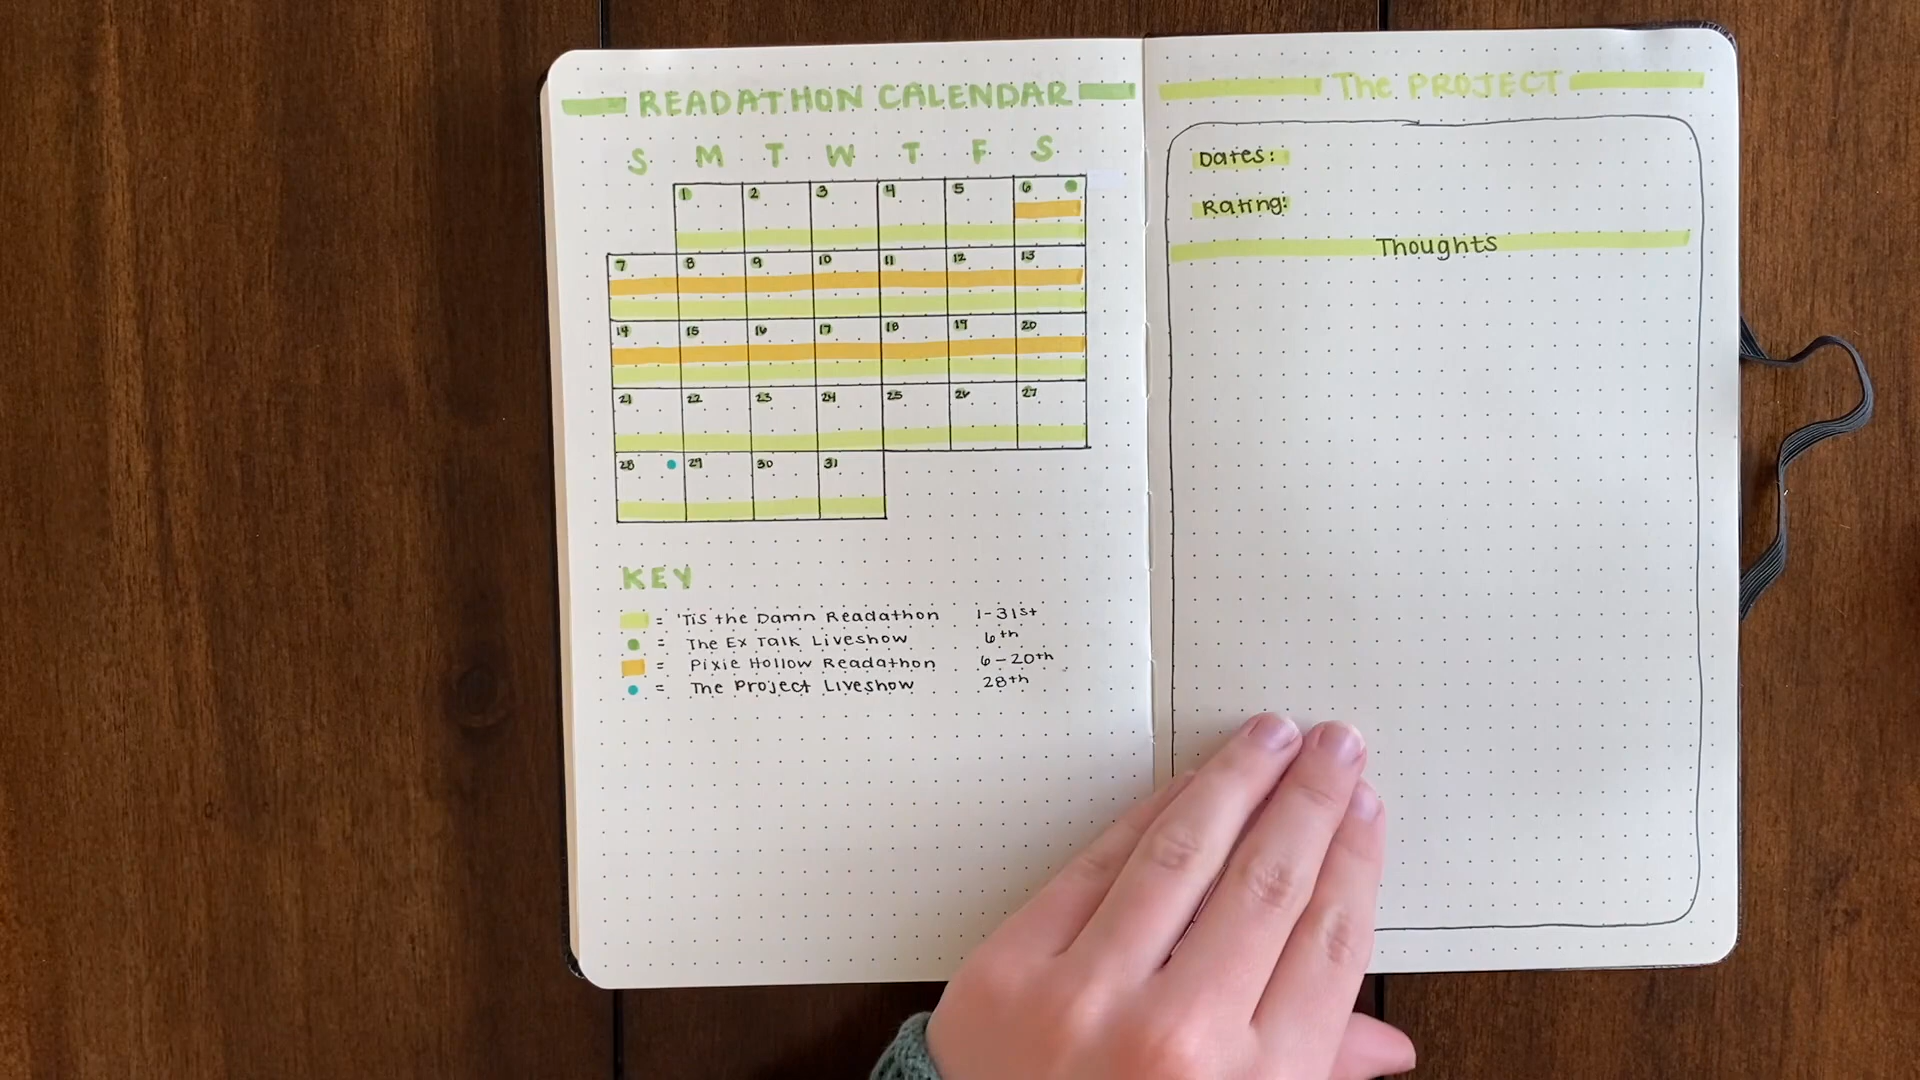 READATHON CALENDAR
S M T W T F S
1 2 3 4 5 6
7 8 9 10 11 12 13
14 15 16 17 18 19 20
21 22 23 24 25 26 27
28 29 30 31
KEY
= 'Tis the Damn Readathon 1-31st
= The Ex Talk Liveshow 6th
= Pixie Hollow Readathon 6-20th
= The Project Liveshow 28th
The PROJECT
Dates:
Rating:
Thoughts